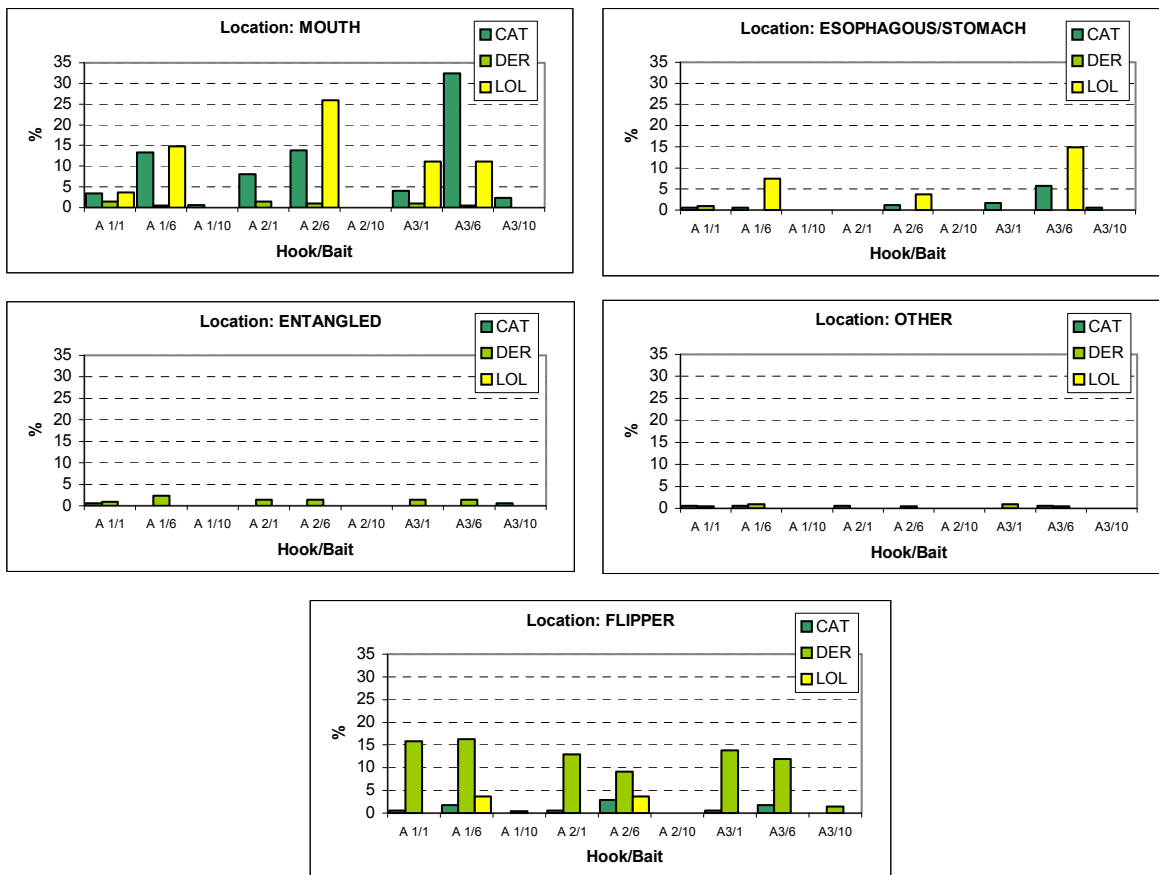 Location: MOUTH
CAT
DER
LOL
35
30
25
20
15
10
5
0
%
A 1/1 A 1/6 A 1/10 A 2/1 A 2/6 A 2/10 A3/1 A3/6 A3/10
Hook/Bait
Location: ESOPHAGOUS/STOMACH
CAT
DER
LOL
35
30
25
20
15
10
5
0
%
A 1/1 A 1/6 A 1/10 A 2/1 A 2/6 A 2/10 A3/1 A3/6 A3/10
Hook/Bait
Location: ENTANGLED
CAT
DER
LOL
35
30
25
20
15
10
5
0
%
A 1/1 A 1/6 A 1/10 A 2/1 A 2/6 A 2/10 A3/1 A3/6 A3/10
Hook/Bait
Location: OTHER
CAT
DER
LOL
35
30
25
20
15
10
5
0
%
A 1/1 A 1/6 A 1/10 A 2/1 A 2/6 A 2/10 A3/1 A3/6 A3/10
Hook/Bait
Location: FLIPPER
CAT
DER
LOL
35
30
25
20
15
10
5
0
%
A 1/1 A 1/6 A 1/10 A 2/1 A 2/6 A 2/10 A3/1 A3/6 A3/10
Hook/Bait